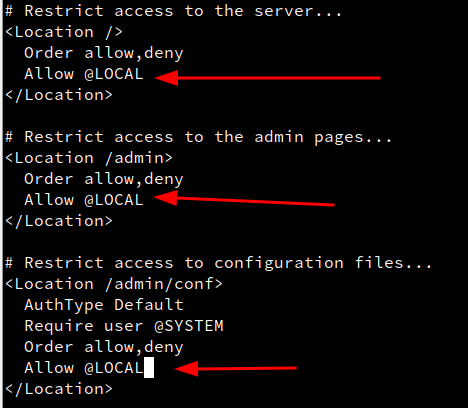 # Restrict access to the server...
<Location />
  Order allow,deny
  Allow @LOCAL
</Location>

# Restrict access to the admin pages...
<Location /admin>
  Order allow,deny
  Allow @LOCAL
</Location>

# Restrict access to configuration files...
<Location /admin/conf>
  AuthType Default
  Require user @SYSTEM
  Order allow,deny
  Allow @LOCAL
</Location>